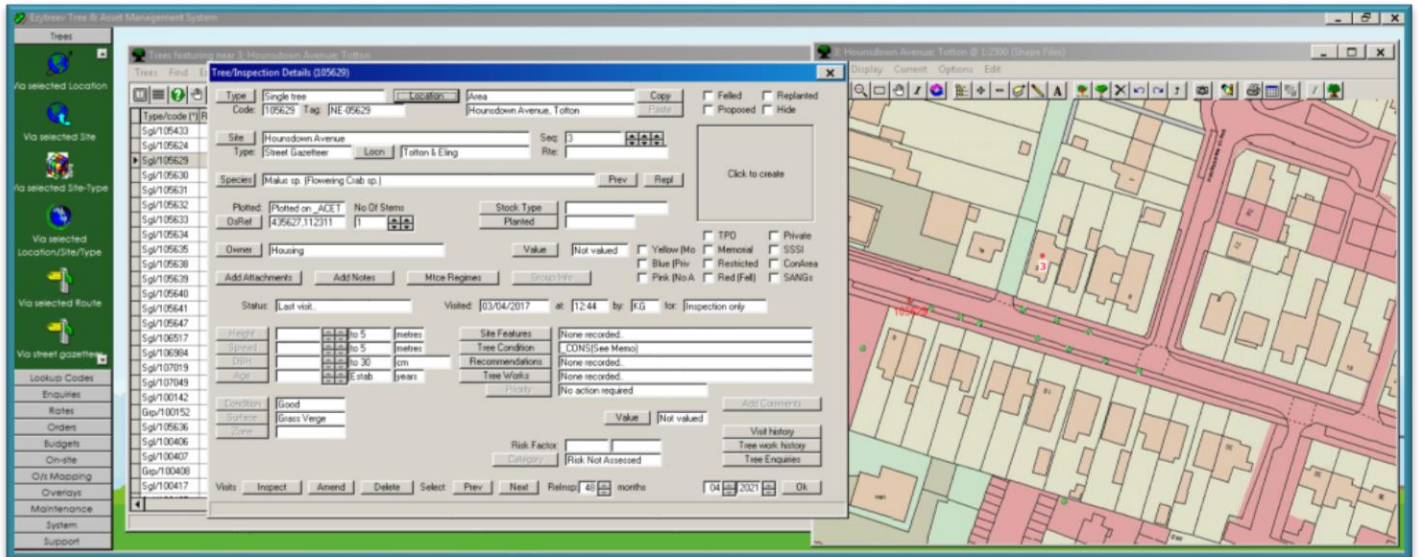 Ezytreev Tree & Asset Management System
Trees
Via selected Location
Via selected Site
Via selected Site-Type
Via selected
Location/Site/Type
Via selected Route
Via street gazetteer
Lookup Codes
Enquiries
Rates
Orders
Budgets
On-site
O/s Mapping
Overlays
Maintenance
System
Support
Trees featuring near 3; Hounsdown Avenue; Totton
Trees Find
Type/code (*)
Sgl/105433
Sgl/105624
Sgl/105629
Sgl/105630
Sgl/105631
Sgl/105632
Sgl/105633
Sgl/105634
Sgl/105635
Sgl/105638
Sgl/105639
Sgl/105640
Sgl/105641
Sgl/105647
Sgl/106517
Sgl/106984
Sgl/107019
Sgl/107049
Sgl/100142
Grp/100152
Sgl/105636
Sgl/100406
Sgl/100407
Grp/100408
Sgl/100417
Tree/Inspection Details (105629)
Type Single tree Location Area Copy Felled Replanted
Code: 105629 Tag: NE-05629 Hounsdown Avenue, Totton Paste Proposed Hide
Site Hounsdown Avenue Seq: 3
Type: Street Gazetteer Locn Totton & Eling Rte:
Species Malus sp. (Flowering Crab sp.) Prev Repl Click to create
Plotted: Plotted on _ACET No Of Stems Stock Type
OsRef 435627,112311 1 Planted
TPO Private
Owner Housing Value Not valued Yellow (Mo Memorial SSSI
Blue (Priv Restricted ConArea
Add Attachments Add Notes Mtce Regimes Group Info Pink (No A Red (Fell) SANGs
Status: Last visit.. Visited: 03/04/2017 at: 12:44 by: KG for: Inspection only
Height to 5 metres Site Features None recorded..
Spread to 5 metres Tree Condition _CONS(See Memo)
DBH to 30 cm Recommendations None recorded..
Age Estab years Tree Works None recorded..
Priority No action required
Condition Good Add Comments
Surface Grass Verge Value Not valued
Zone Visit history
Risk Factor: Tree work history
Category Risk Not Assessed Tree Enquiries
Visits Inspect Amend Delete Select Prev Next ReInsp: 48 months 04 2021 Ok
3; Hounsdown Avenue; Totton @ 1:2300 (Shape Files)
Display Current Options Edit
3
105629